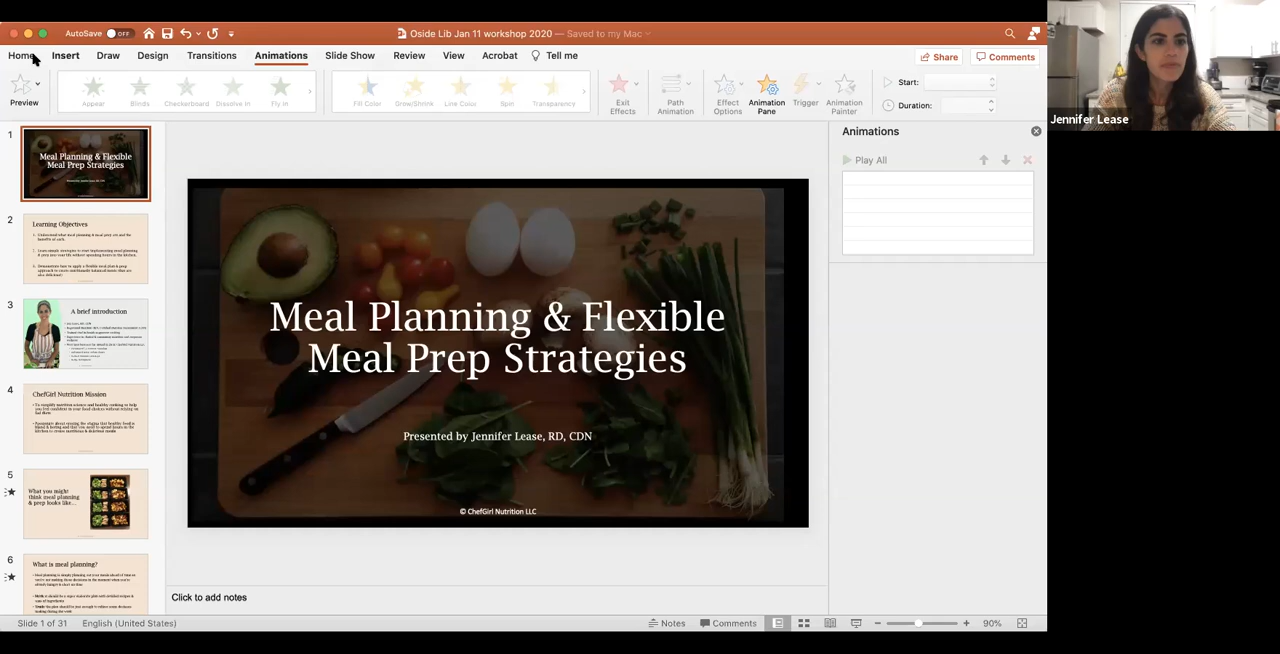 AutoSave OFF
Oside Lib Jan 11 workshop 2020 — Saved to my Mac
Home Insert Draw Design Transitions Animations Slide Show Review View Acrobat Tell me
Share Comments
Preview
Appear Blinds Checkerboard Dissolve In Fly In
Fill Color Grow/Shrink Line Color Spin Transparency
Exit Effects
Path Animation
Effect Options
Animation Pane
Trigger
Animation Painter
Start:
Duration:
Jennifer Lease
1
Meal Planning & Flexible
Meal Prep Strategies
2
Learning Objectives
3
A brief introduction
4
ChefGirl Nutrition Mission
5
What you might
think meal planning
& prep looks like...
6
What is meal planning?
Meal Planning & Flexible
Meal Prep Strategies
Presented by Jennifer Lease, RD, CDN
© ChefGirl Nutrition LLC
Animations
Play All
Click to add notes
Slide 1 of 31 English (United States)
Notes Comments 90%